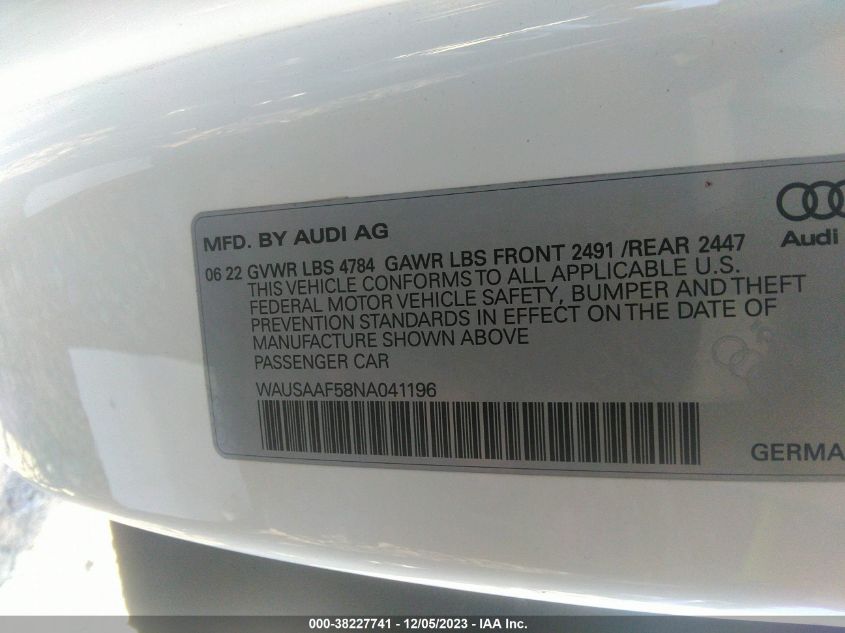 MFD. BY AUDI AG
Audi
06 22 GVWR LBS 4784 GAWR LBS FRONT 2491 /REAR 2447
THIS VEHICLE CONFORMS TO ALL APPLICABLE U.S.
FEDERAL MOTOR VEHICLE SAFETY, BUMPER AND THEFT
PREVENTION STANDARDS IN EFFECT ON THE DATE OF
MANUFACTURE SHOWN ABOVE
PASSENGER CAR
WAUSAAF58NA041196
GERMA
000-38227741 - 12/05/2023 - IAA Inc.